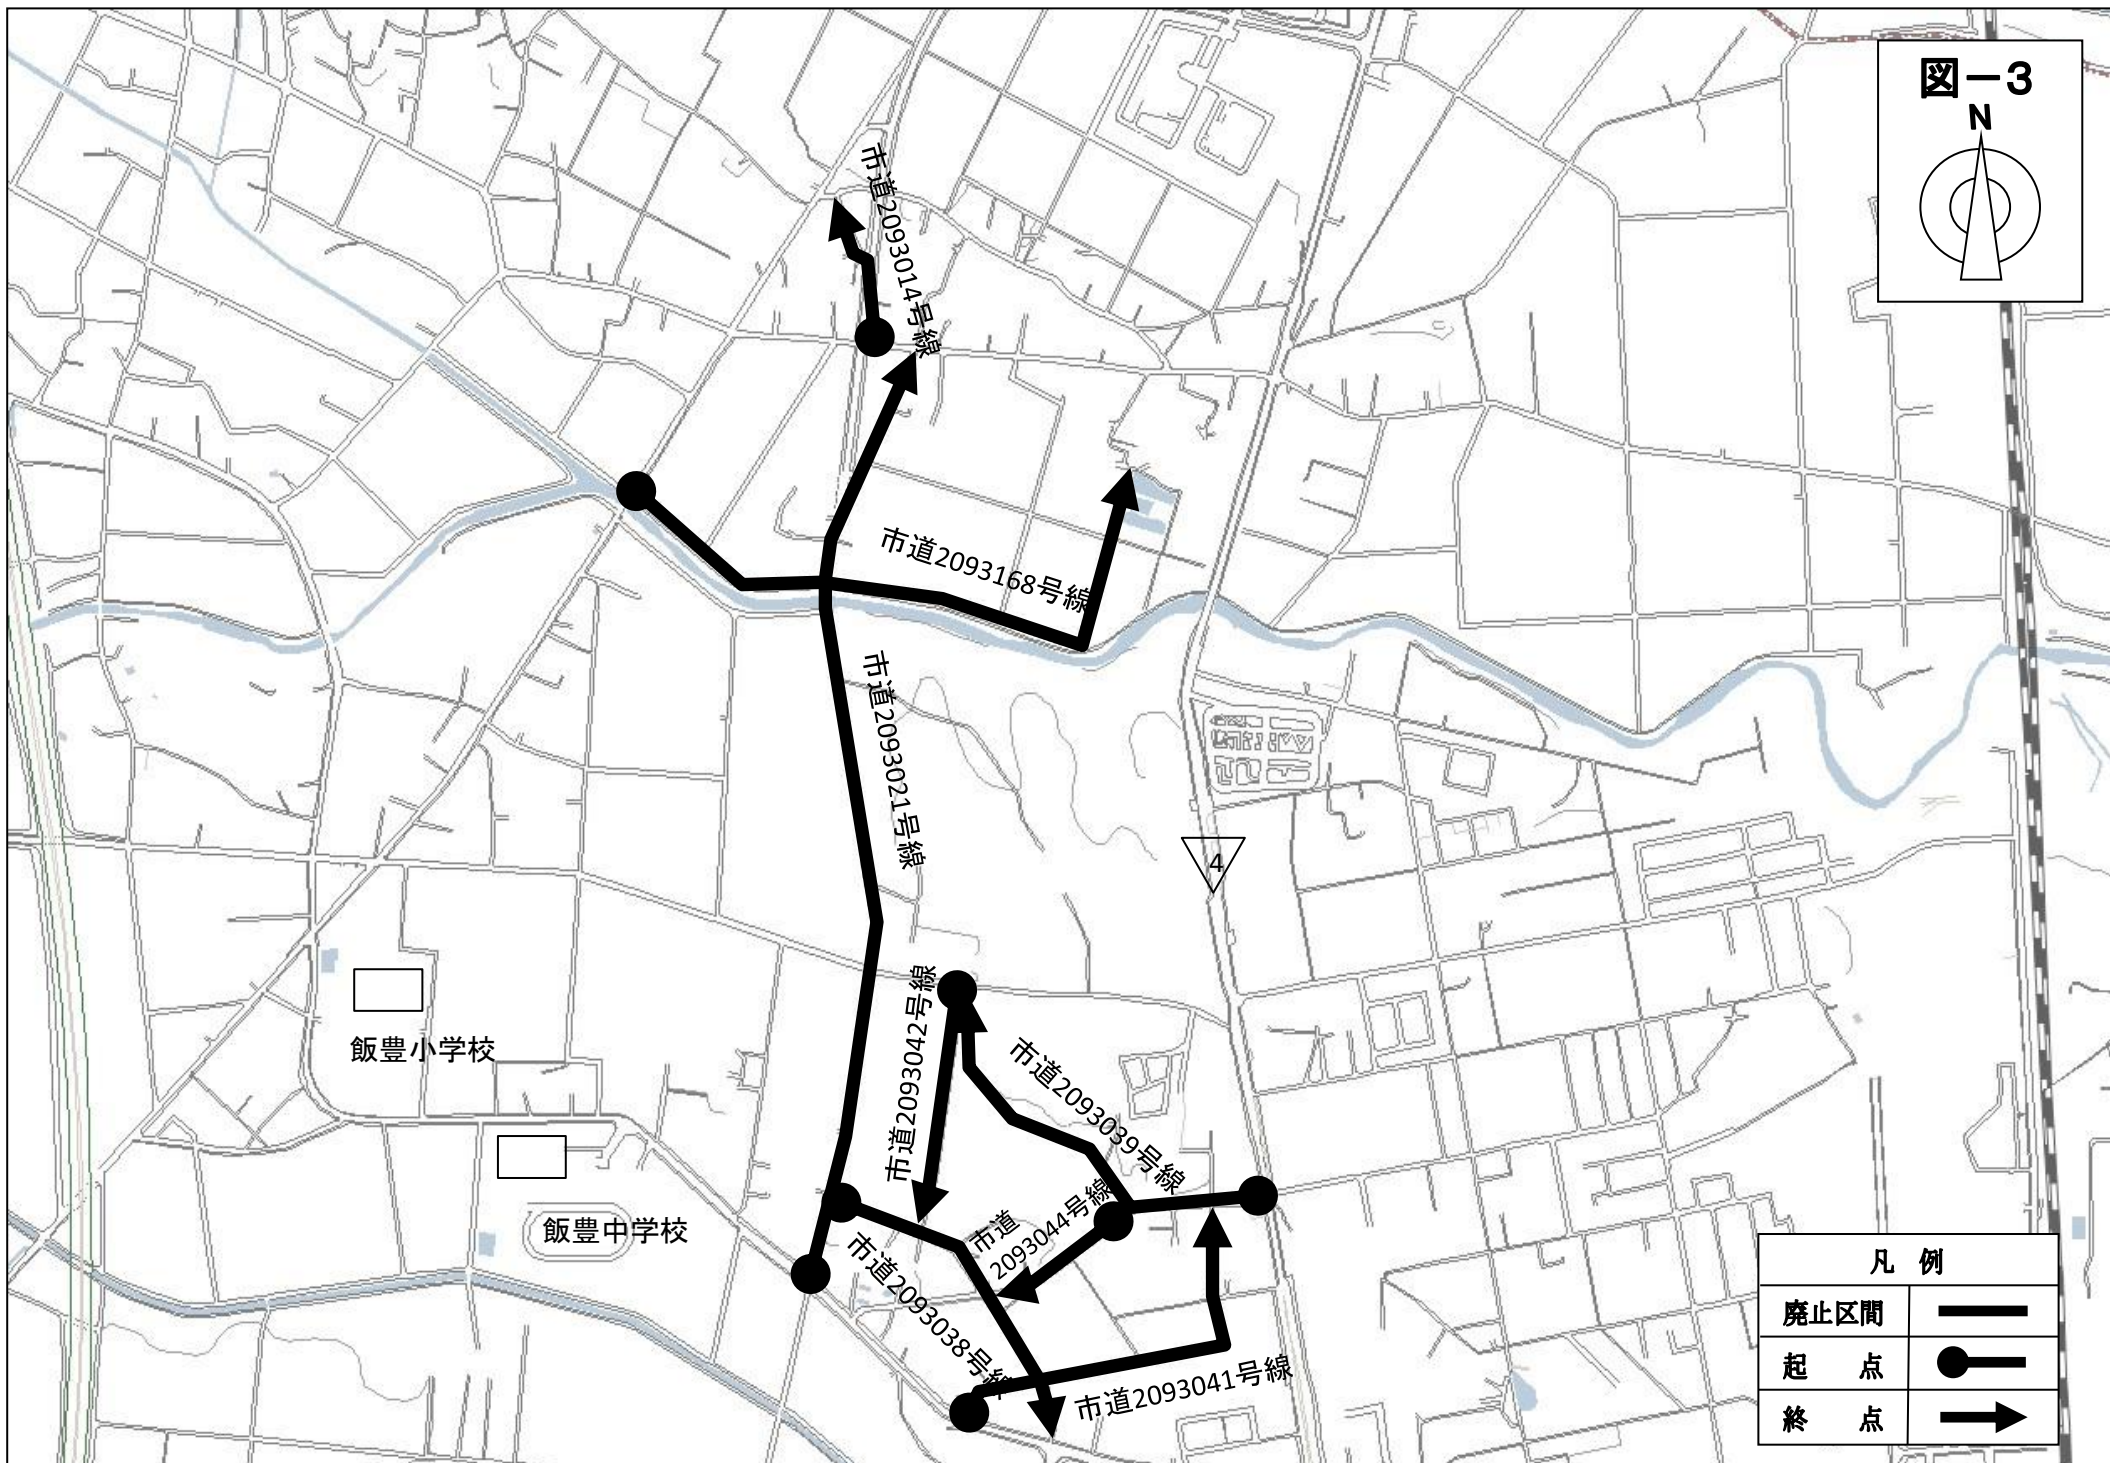 図－3
N
市道2093014号線
市道2093168号線
市道2093021号線
4
市道2093042号線
飯豊小学校
市道2093039号線
市道
2093044号線
飯豊中学校
市道2093038号線
市道2093041号線
凡　例
廃止区間
起　　点
終　　点